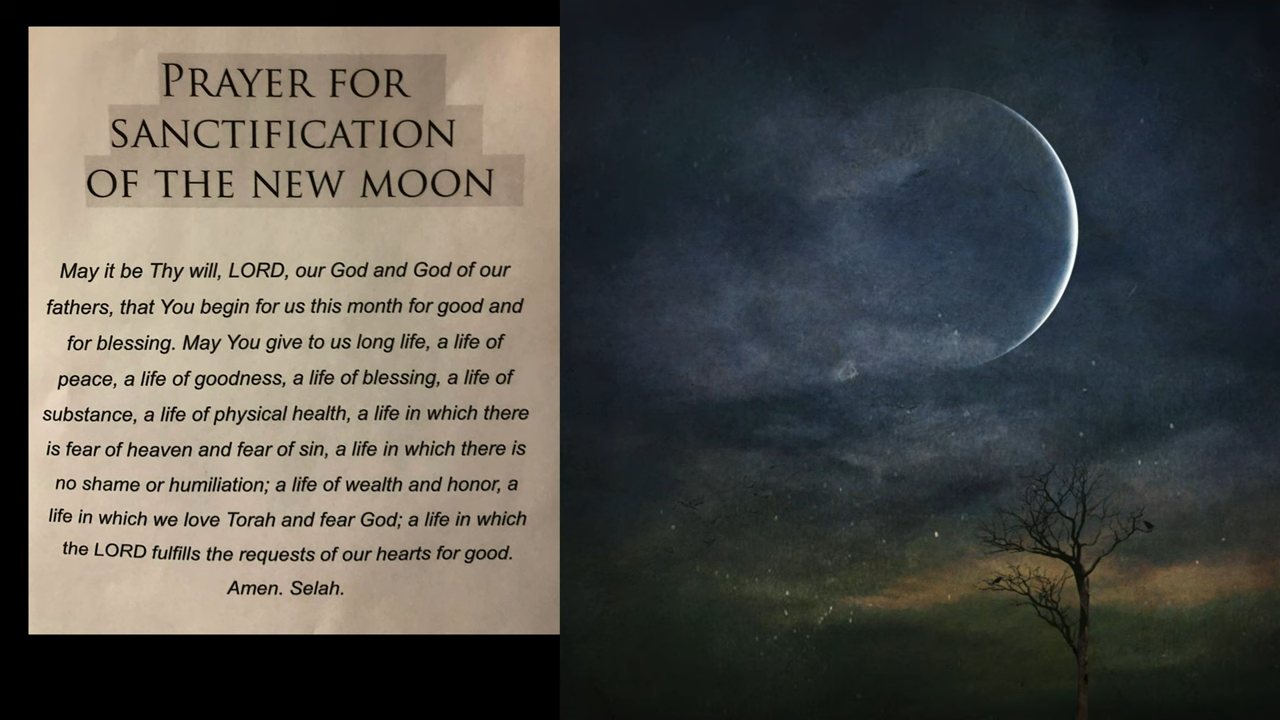 PRAYER FOR
SANCTIFICATION
OF THE NEW MOON
May it be Thy will, LORD, our God and God of our
fathers, that You begin for us this month for good and
for blessing. May You give to us long life, a life of
peace, a life of goodness, a life of blessing, a life of
substance, a life of physical health, a life in which there
is fear of heaven and fear of sin, a life in which there is
no shame or humiliation; a life of wealth and honor, a
life in which we love Torah and fear God; a life in which
the LORD fulfills the requests of our hearts for good.
Amen. Selah.